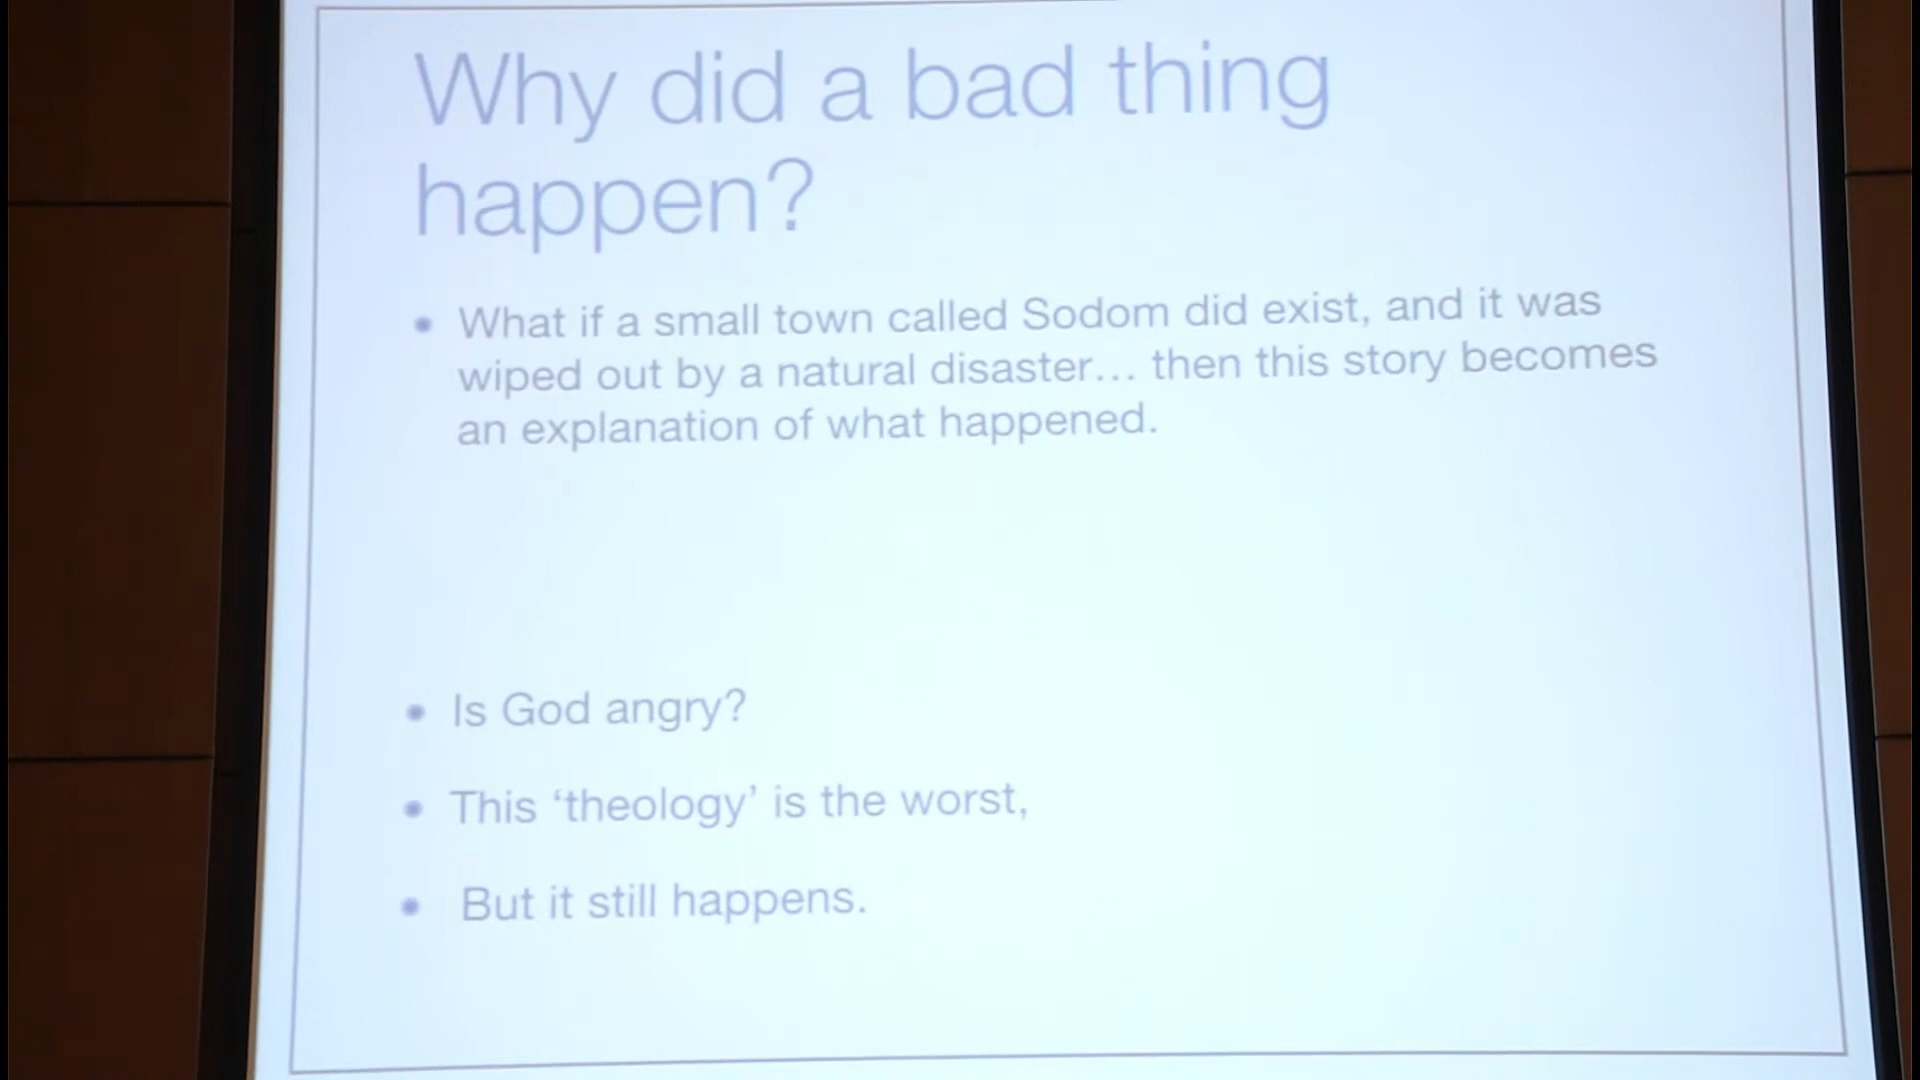 Why did a bad thing
happen?
• What if a small town called Sodom did exist, and it was
wiped out by a natural disaster… then this story becomes
an explanation of what happened.
• Is God angry?
• This ‘theology’ is the worst,
• But it still happens.